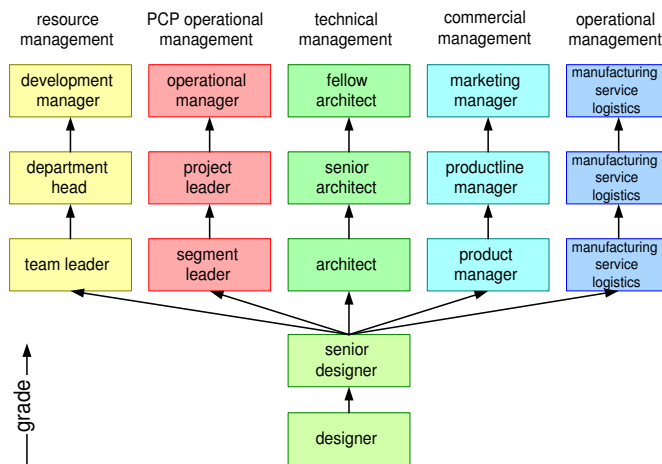 resource
management
PCP operational
management
technical
management
commercial
management
operational
management
development
manager
operational
manager
fellow
architect
marketing
manager
manufacturing
service
logistics
department
head
project
leader
senior
architect
productline
manager
manufacturing
service
logistics
team leader
segment
leader
architect
product
manager
manufacturing
service
logistics
senior
designer
grade
designer